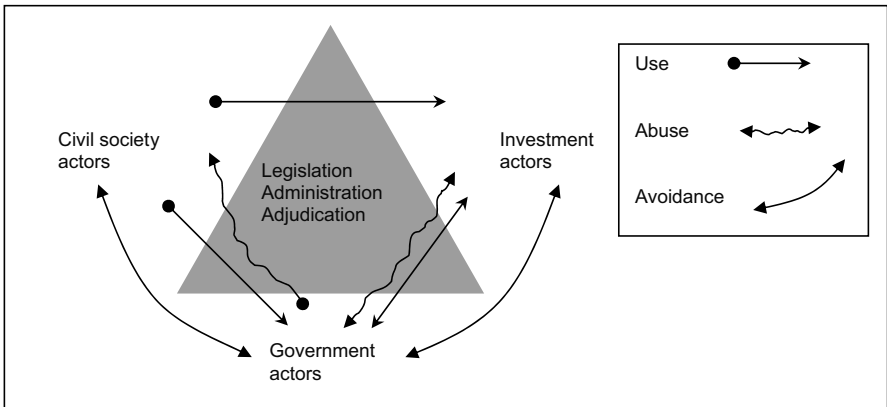 Civil society
actors
Legislation
Administration
Adjudication
Investment
actors
Government
actors
Use
Abuse
Avoidance